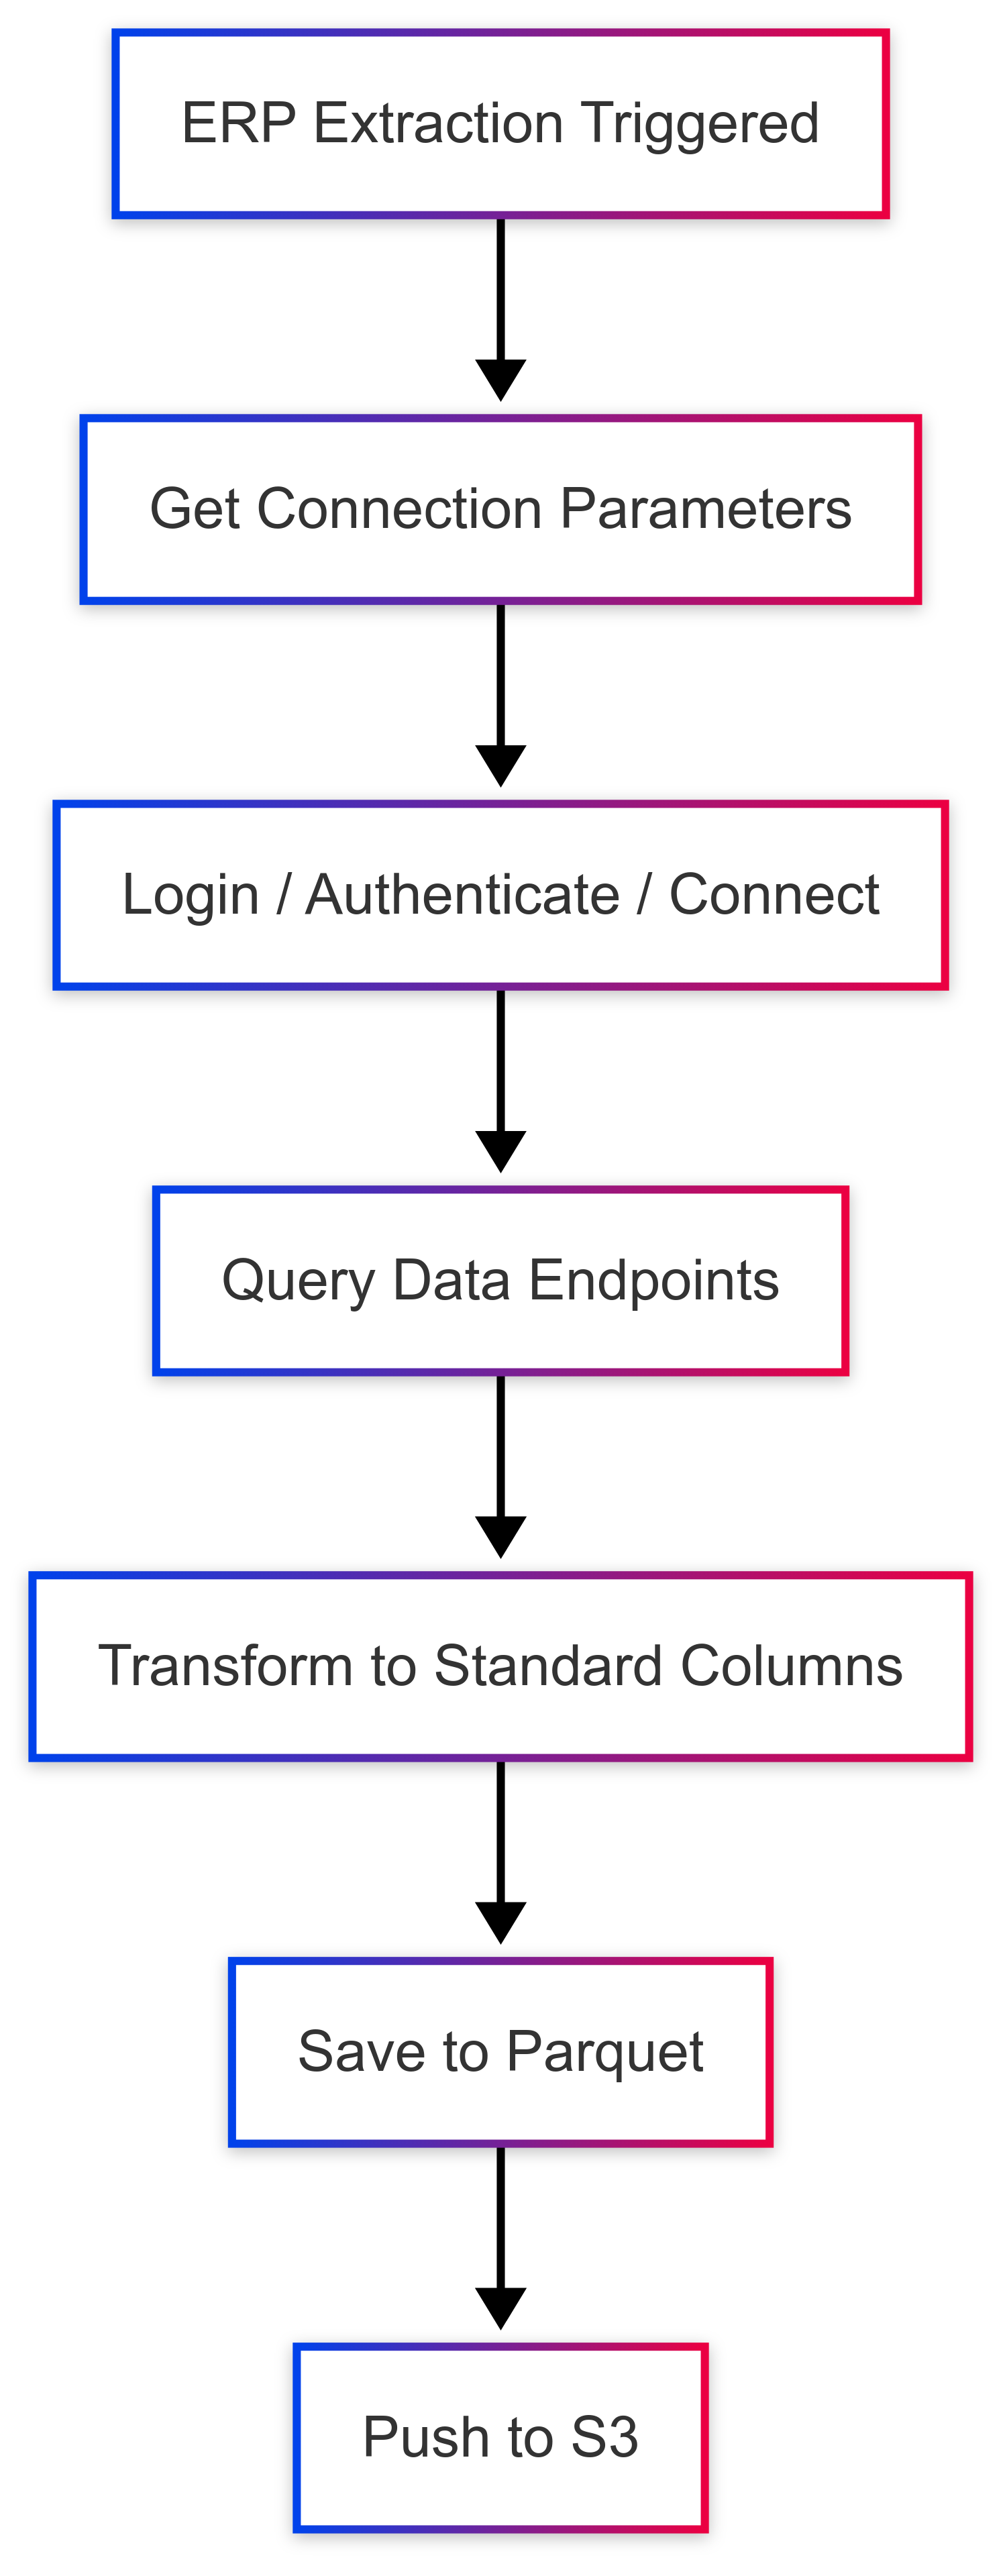 ERP Extraction Triggered
Get Connection Parameters
Login / Authenticate / Connect
Query Data Endpoints
Transform to Standard Columns
Save to Parquet
Push to S3